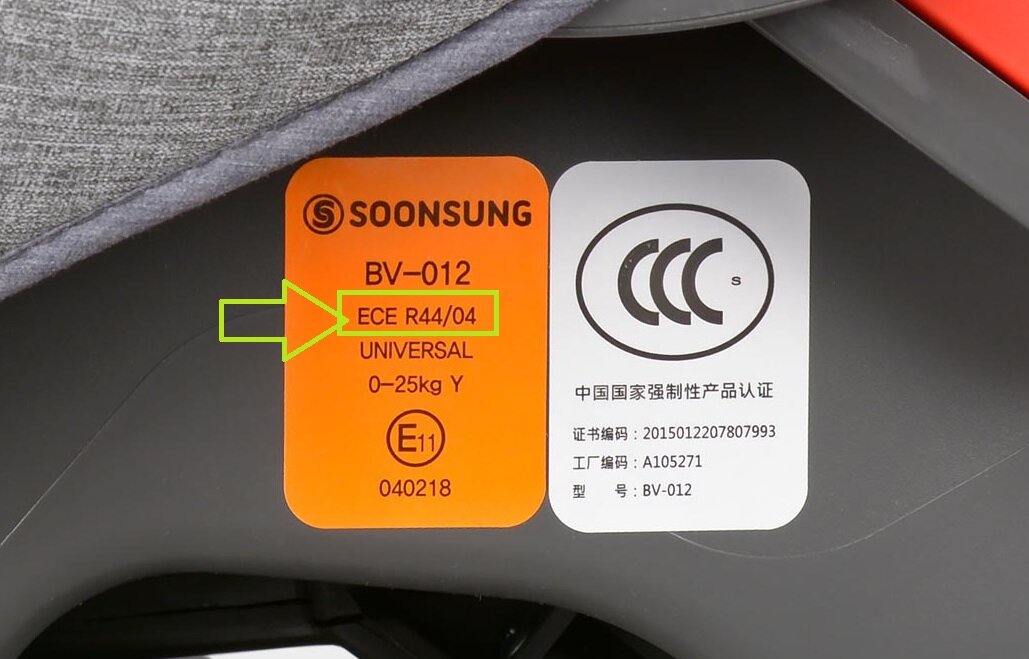 SOONSUNG
BV-012
ECE R44/04
UNIVERSAL
0-25kg Y
E11
040218
CCC S
中国国家强制性产品认证
证书编码：2015012207807993
工厂编码：A105271
型 号：BV-012